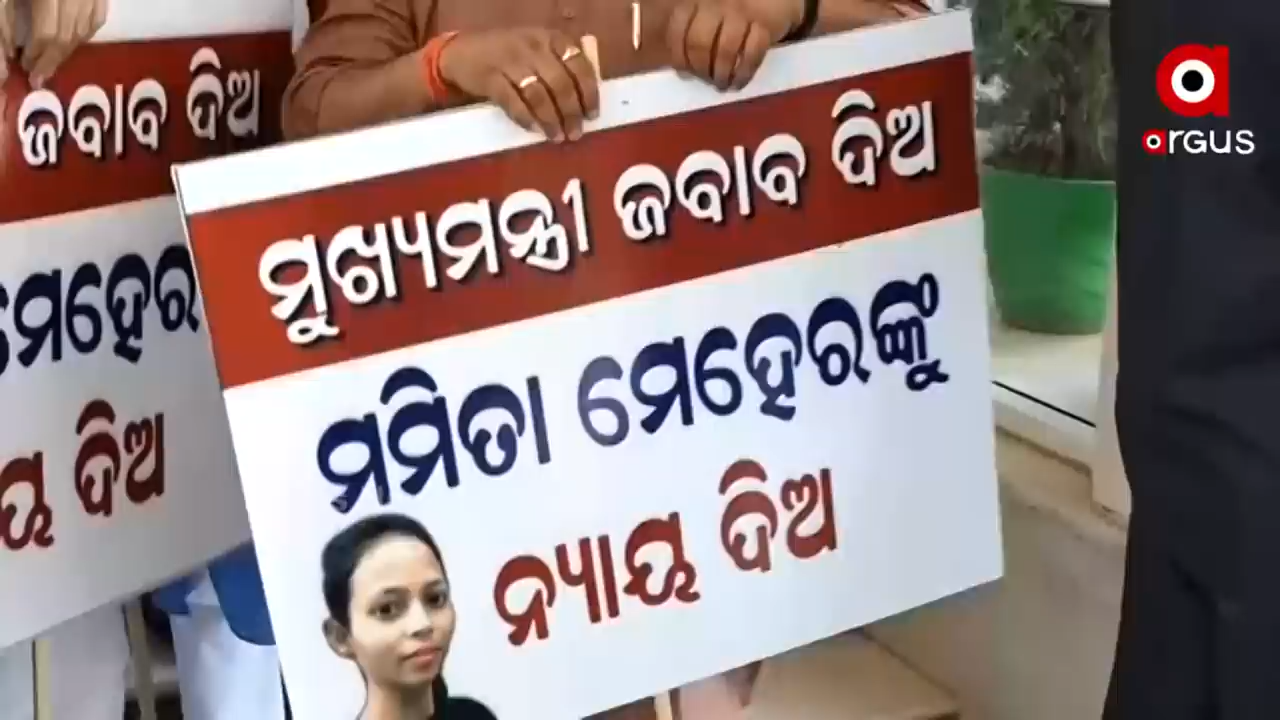 ଜବାବ ଦିଅ
ମେହେର
ୟ ଦିଅ
ମୁଖ୍ୟମନ୍ତ୍ରୀ ଜବାବ ଦିଅ
ମମିତା ମେହେରଙ୍କୁ
ନ୍ୟାୟ ଦିଅ
argus